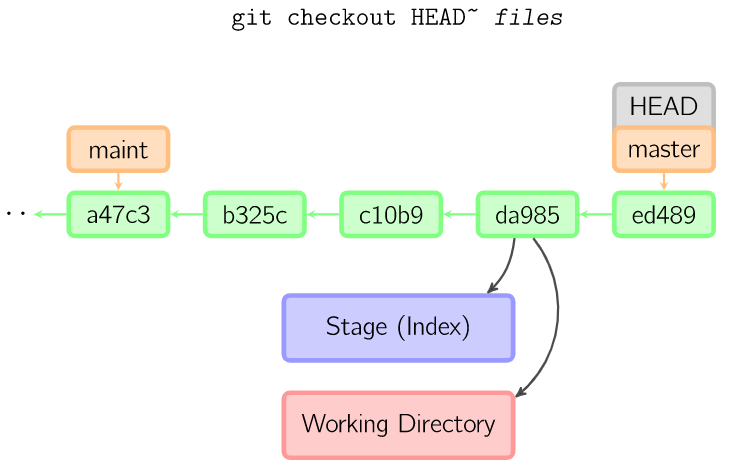 git checkout HEAD~ files
HEAD
maint
master
..
a47c3
b325c
c10b9
da985
ed489
Stage (Index)
Working Directory